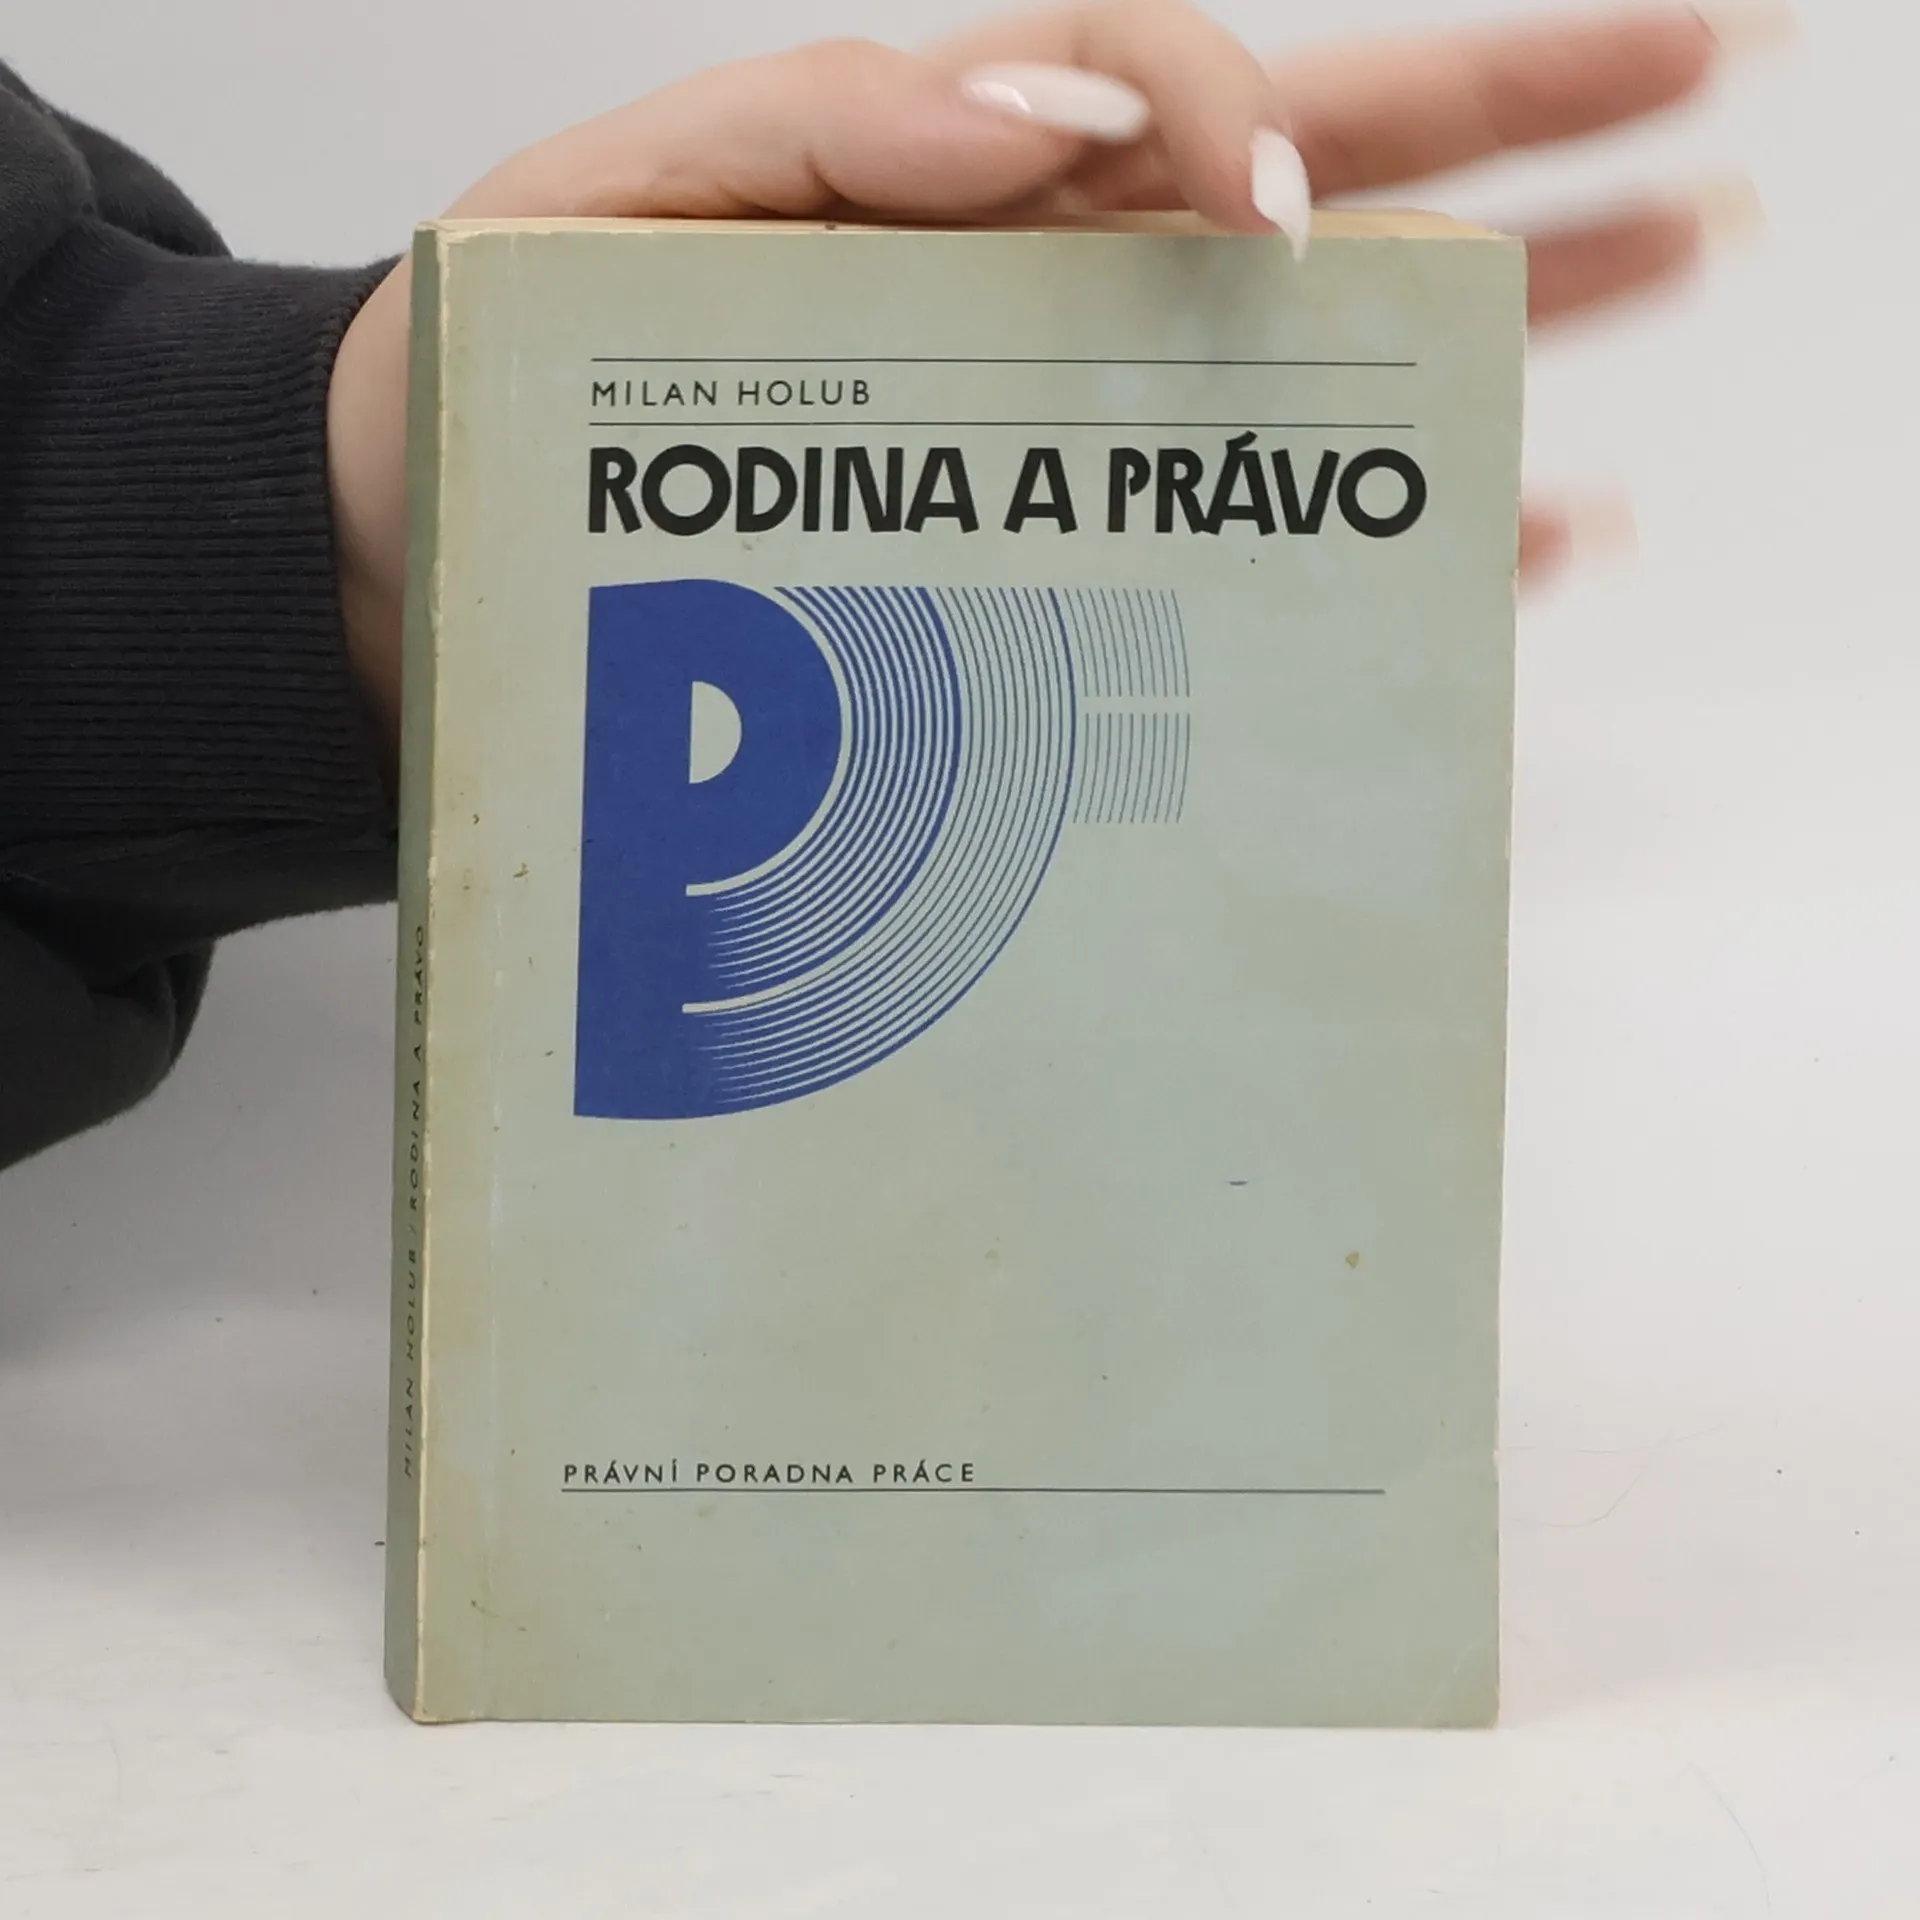 MILAN HOLUB
RODINA A PRÁVO
PRÁVNÍ PORADNA PRÁCE
MILAN HOLUB / RODINA A PRÁVO